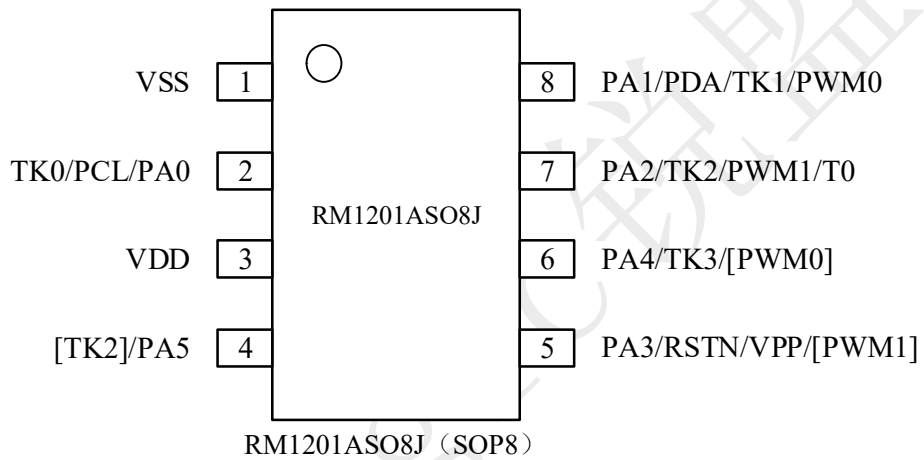 VSS 1 8 PA1/PDA/TK1/PWM0
TK0/PCL/PA0 2 7 PA2/TK2/PWM1/T0
RM1201ASO8J
VDD 3 6 PA4/TK3/[PWM0]
[TK2]/PA5 4 5 PA3/RSTN/VPP/[PWM1]
RM1201ASO8J（SOP8）